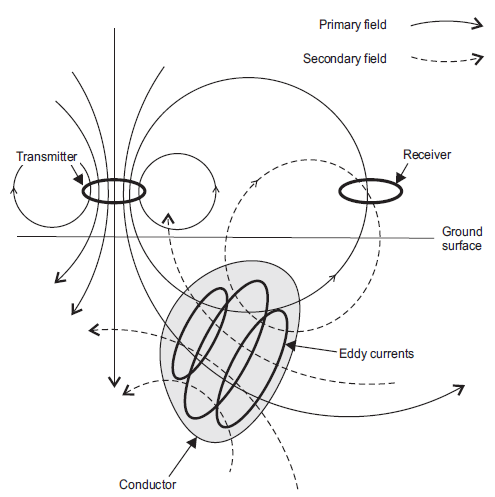 Primary field
Secondary field
Transmitter
Receiver
Ground
surface
Eddy currents
Conductor